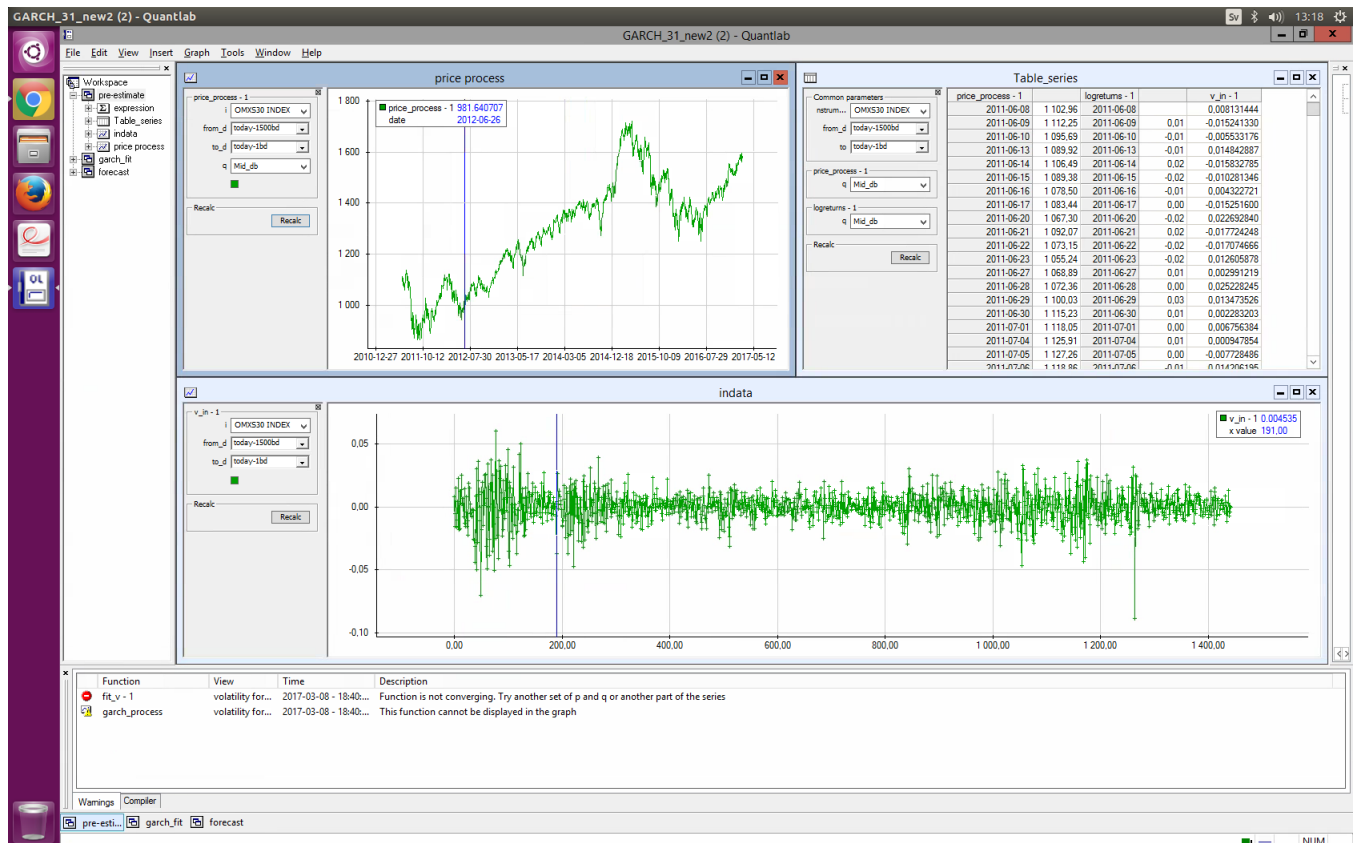 GARCH_31_new2 (2) - Quantlab
Sv 13:18
GARCH_31_new2 (2) - Quantlab
File Edit View Insert Graph Tools Window Help
Workspace
pre-estimate
expression
Table_series
indata
price process
garch_fit
forecast
QL
price process
price_process - 1
i OMXS30 INDEX
from_d today-1500bd
to_d today-1bd
q Mid_db
Recalc
Recalc
price_process - 1 981.640707
date 2012-06-26
1 800
1 600
1 400
1 200
1 000
2010-12-27 2011-10-12 2012-07-30 2013-05-17 2014-03-05 2014-12-18 2015-10-09 2016-07-29 2017-05-12
Table_series
Common parameters
nstrum... OMXS30 INDEX
from_d today-1500bd
to today-1bd
price_process - 1
q Mid_db
logreturns - 1
q Mid_db
Recalc
Recalc
price_process - 1 logreturns - 1 v_in - 1
2011-06-08 1 102,96 2011-06-08 0.008131444
2011-06-09 1 112,25 2011-06-09 0,01 -0.015241330
2011-06-10 1 095,69 2011-06-10 -0,01 -0.005533176
2011-06-13 1 089,92 2011-06-13 -0,01 0.014842887
2011-06-14 1 106,49 2011-06-14 0,02 -0.015832785
2011-06-15 1 089,38 2011-06-15 -0,02 -0.010281346
2011-06-16 1 078,50 2011-06-16 -0,01 0.004322721
2011-06-17 1 083,44 2011-06-17 0,00 -0.015251600
2011-06-20 1 067,30 2011-06-20 -0,02 0.022692840
2011-06-21 1 092,07 2011-06-21 0,02 -0.017724248
2011-06-22 1 073,15 2011-06-22 -0,02 -0.017074666
2011-06-23 1 055,24 2011-06-23 -0,02 0.012605878
2011-06-27 1 068,89 2011-06-27 0,01 0.002991219
2011-06-28 1 072,36 2011-06-28 0,00 0.025228245
2011-06-29 1 100,03 2011-06-29 0,03 0.013473526
2011-06-30 1 115,23 2011-06-30 0,01 0.002283203
2011-07-01 1 118,05 2011-07-01 0,00 0.006756384
2011-07-04 1 125,91 2011-07-04 0,01 0.000947854
2011-07-05 1 127,26 2011-07-05 0,00 -0.007728486
2011-07-06 1 118,86 2011-07-06 -0,01 0.014206195
indata
v_in - 1
i OMXS30 INDEX
from_d today-1500bd
to_d today-1bd
Recalc
Recalc
v_in - 1 0.004535
x value 191,00
0,05
0,00
-0,05
-0,10
0,00 200,00 400,00 600,00 800,00 1 000,00 1 200,00 1 400,00
Function View Time Description
fit_v - 1 volatility for... 2017-03-08 - 18:40:... Function is not converging. Try another set of p and q or another part of the series
garch_process volatility for... 2017-03-08 - 18:40:... This function cannot be displayed in the graph
Warnings Compiler
pre-esti... garch_fit forecast
NUM